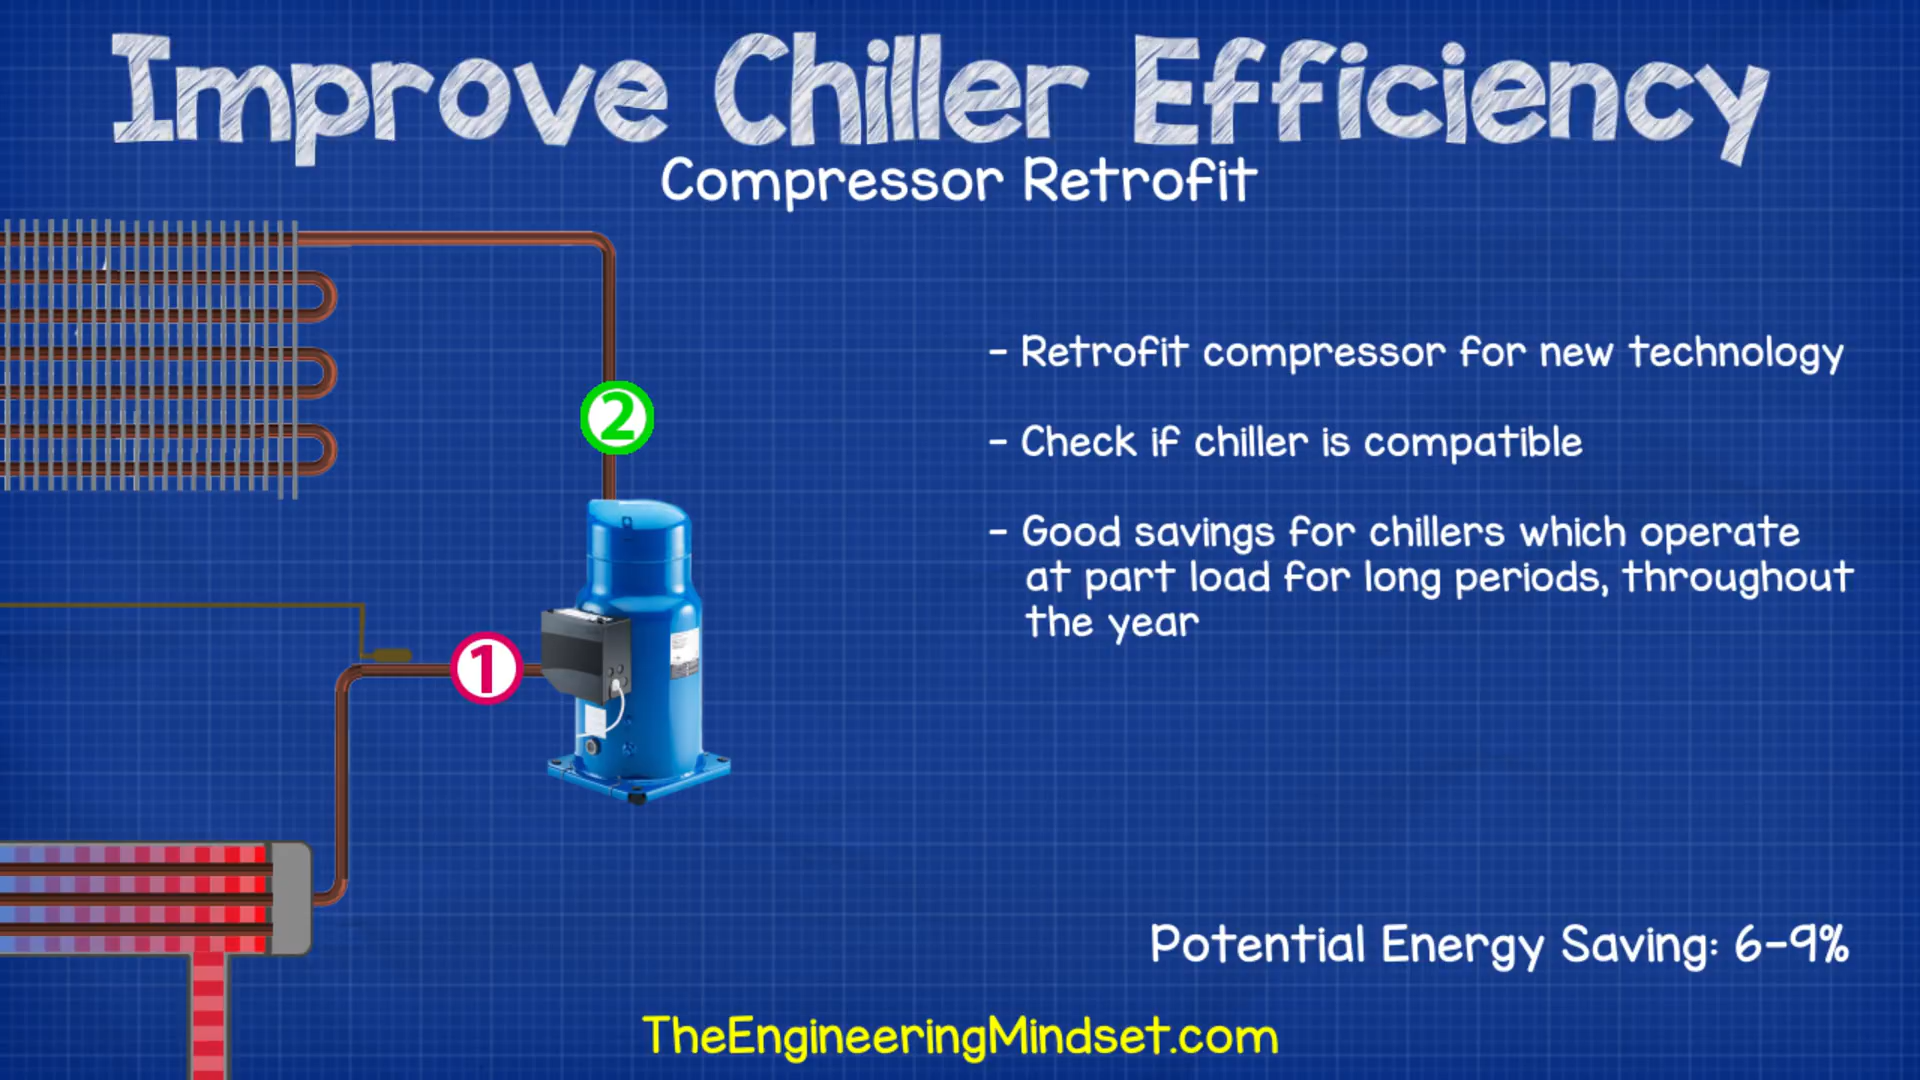 Improve Chiller Efficiency
Compressor Retrofit
- Retrofit compressor for new technology
- Check if chiller is compatible
- Good savings for chillers which operate
at part load for long periods, throughout
the year
2
1
Potential Energy Saving: 6-9%
TheEngineeringMindset.com